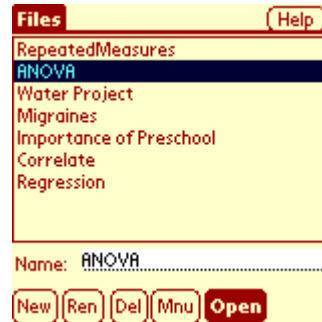 Files Help
RepeatedMeasures
ANOVA
Water Project
Migraines
Importance of Preschool
Correlate
Regression
Name: ANOVA
New Ren Del Mnu Open